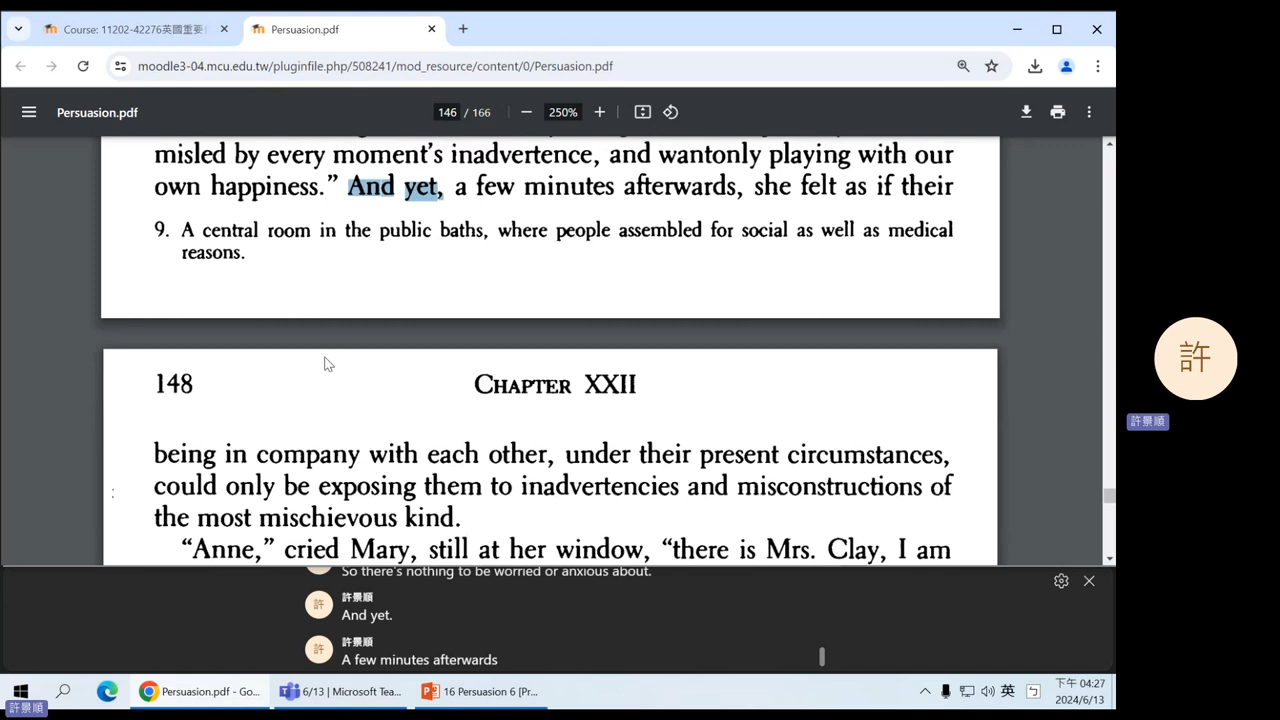 Course: 11202-42276英國重要
Persuasion.pdf
moodle3-04.mcu.edu.tw/pluginfile.php/508241/mod_resource/content/0/Persuasion.pdf
Persuasion.pdf
146 / 166
250%
misled by every moment's inadvertence, and wantonly playing with our
own happiness.” And yet, a few minutes afterwards, she felt as if their
9. A central room in the public baths, where people assembled for social as well as medical
reasons.
148
CHAPTER XXII
being in company with each other, under their present circumstances,
could only be exposing them to inadvertencies and misconstructions of
the most mischievous kind.
“Anne,” cried Mary, still at her window, “there is Mrs. Clay, I am
So there's nothing to be worried or anxious about.
許
許景順
And yet.
許
許景順
A few minutes afterwards
許
許景順
Persuasion.pdf - Go...
6/13 | Microsoft Tea...
16 Persuasion 6 [Pr...
英
下午 04:27
2024/6/13
許景順